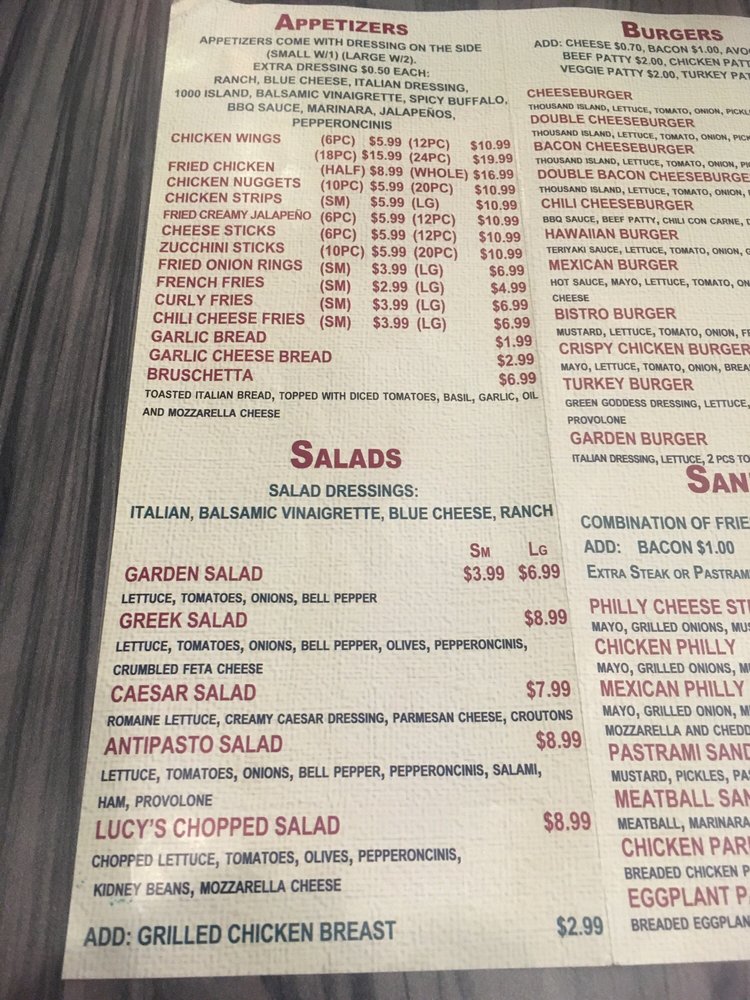 APPETIZERS
APPETIZERS COME WITH DRESSING ON THE SIDE
(SMALL W/1) (LARGE W/2).
EXTRA DRESSING $0.50 EACH:
RANCH, BLUE CHEESE, ITALIAN DRESSING,
1000 ISLAND, BALSAMIC VINAIGRETTE, SPICY BUFFALO,
BBQ SAUCE, MARINARA, JALAPEÑOS,
PEPPERONCINIS
CHICKEN WINGS (6PC) $5.99 (12PC) $10.99
(18PC) $15.99 (24PC) $19.99
FRIED CHICKEN (HALF) $8.99 (WHOLE) $16.99
CHICKEN NUGGETS (10PC) $5.99 (20PC) $10.99
CHICKEN STRIPS (SM) $5.99 (LG) $10.99
FRIED CREAMY JALAPEÑO (6PC) $5.99 (12PC) $10.99
CHEESE STICKS (6PC) $5.99 (12PC) $10.99
ZUCCHINI STICKS (10PC) $5.99 (20PC) $10.99
FRIED ONION RINGS (SM) $3.99 (LG) $6.99
FRENCH FRIES (SM) $2.99 (LG) $4.99
CURLY FRIES (SM) $3.99 (LG) $6.99
CHILI CHEESE FRIES (SM) $3.99 (LG) $6.99
GARLIC BREAD $1.99
GARLIC CHEESE BREAD $2.99
BRUSCHETTA $6.99
TOASTED ITALIAN BREAD, TOPPED WITH DICED TOMATOES, BASIL, GARLIC, OIL
AND MOZZARELLA CHEESE
SALADS
SALAD DRESSINGS:
ITALIAN, BALSAMIC VINAIGRETTE, BLUE CHEESE, RANCH
SM LG
GARDEN SALAD $3.99 $6.99
LETTUCE, TOMATOES, ONIONS, BELL PEPPER
GREEK SALAD $8.99
LETTUCE, TOMATOES, ONIONS, BELL PEPPER, OLIVES, PEPPERONCINIS,
CRUMBLED FETA CHEESE
CAESAR SALAD $7.99
ROMAINE LETTUCE, CREAMY CAESAR DRESSING, PARMESAN CHEESE, CROUTONS
ANTIPASTO SALAD $8.99
LETTUCE, TOMATOES, ONIONS, BELL PEPPER, PEPPERONCINIS, SALAMI,
HAM, PROVOLONE
LUCY'S CHOPPED SALAD $8.99
CHOPPED LETTUCE, TOMATOES, OLIVES, PEPPERONCINIS,
KIDNEY BEANS, MOZZARELLA CHEESE
ADD: GRILLED CHICKEN BREAST $2.99
BURGERS
ADD: CHEESE $0.70, BACON $1.00,
BEEF PATTY $2.00, CHICKEN
VEGGIE PATTY $2.00, TURKEY
CHEESEBURGER
THOUSAND ISLAND, LETTUCE, TOMATO, ONION,
DOUBLE CHEESEBURGER
THOUSAND ISLAND, LETTUCE, TOMATO, ONION,
BACON CHEESEBURGER
THOUSAND ISLAND, LETTUCE, TOMATO, ONION,
DOUBLE BACON CHEESEBURGE
THOUSAND ISLAND, LETTUCE, TOMATO, ONION,
CHILI CHEESEBURGER
BBQ SAUCE, BEEF PATTY, CHILI CON CARNE,
HAWAIIAN BURGER
TERIYAKI SAUCE, LETTUCE, TOMATO, ONION,
MEXICAN BURGER
HOT SAUCE, MAYO, LETTUCE, TOMATO, ON
CHEESE
BISTRO BURGER
MUSTARD, LETTUCE, TOMATO, ONION,
CRISPY CHICKEN BURGER
MAYO, LETTUCE, TOMATO, ONION,
TURKEY BURGER
GREEN GODDESS DRESSING, LETTUCE,
PROVOLONE
GARDEN BURGER
ITALIAN DRESSING, LETTUCE, 2 PCS TO
SAN
COMBINATION OF FRIE
ADD: BACON $1.00
EXTRA STEAK OR PASTRAM
PHILLY CHEESE ST
MAYO, GRILLED ONIONS, MU
CHICKEN PHILLY
MAYO, GRILLED ONIONS, M
MEXICAN PHILLY
MAYO, GRILLED ONION, M
MOZZARELLA AND CHEDD
PASTRAMI SAND
MUSTARD, PICKLES, PA
MEATBALL SAN
MEATBALL, MARINARA
CHICKEN PAR
BREADED CHICKEN P
EGGPLANT P
BREADED EGGPLAN